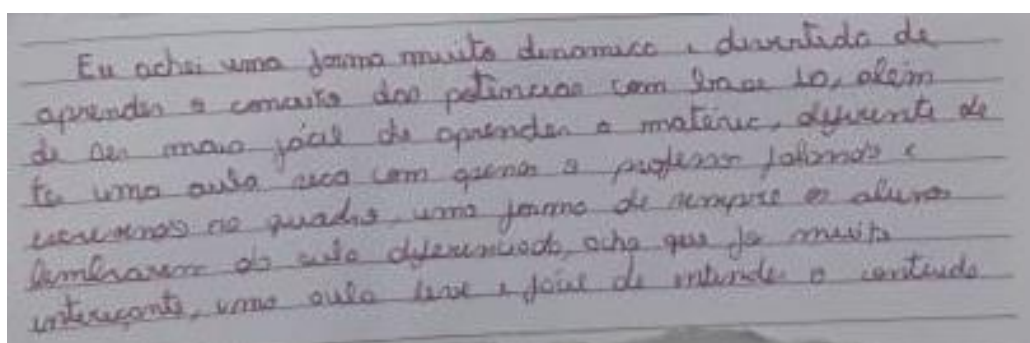 Eu achei uma forma muito dinamica e divertida de
aprender o conceito das potências com base 10, além
de ser mais fácil de aprender a matéria, diferente de
te uma aula seca com apenas o professor falando e
escrevendo no quadro, uma forma de sempre os alunos
lembrarem da aula diferenciada, acho que foi muito
intereçante, uma aula leve e fácil de entender o conteúdo